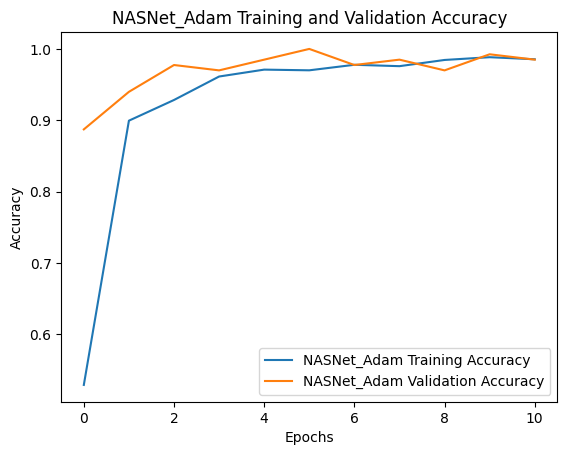 NASNet_Adam Training and Validation Accuracy
1.0
0.9
0.8
0.7
0.6
Accuracy
NASNet_Adam Training Accuracy
NASNet_Adam Validation Accuracy
0 2 4 6 8 10
Epochs